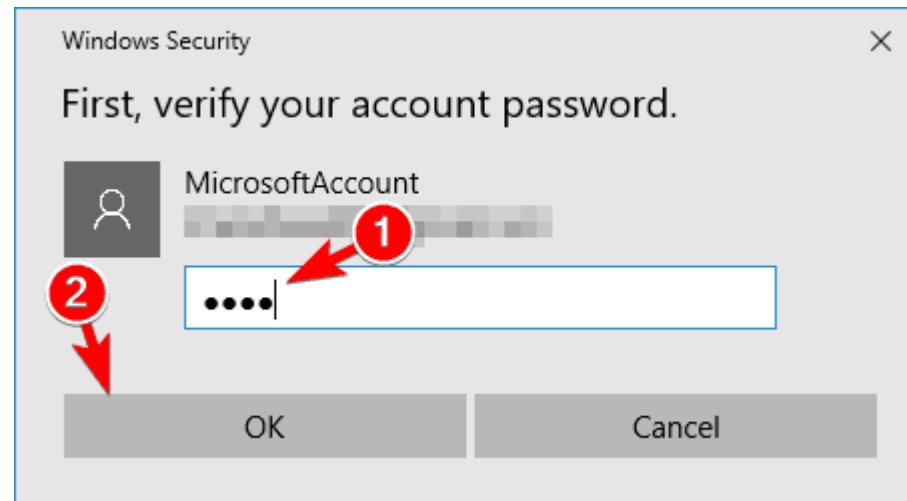 Windows Security
First, verify your account password.
MicrosoftAccount
1
2
OK
Cancel